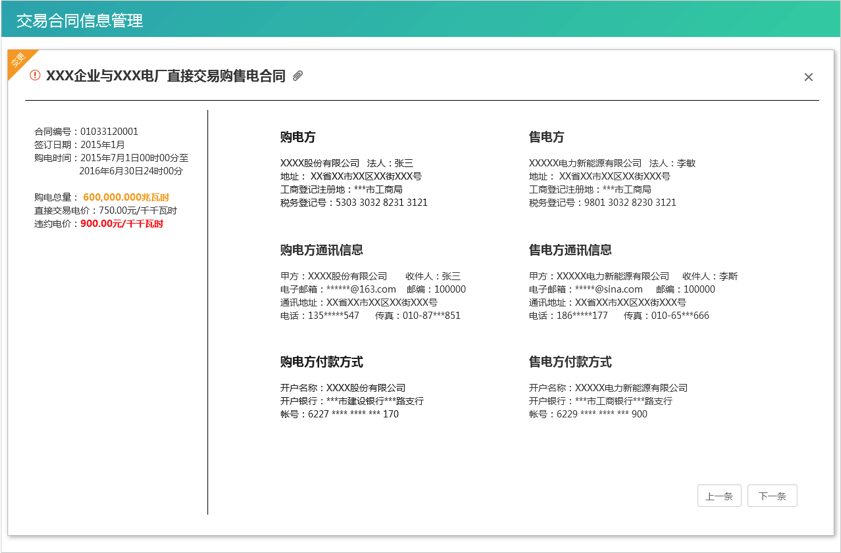 交易合同信息管理
变更
XXX企业与XXX电厂直接交易购售电合同
合同编号：01033120001
签订日期：2015年1月
购电时间：2015年7月1日00时00分至
2016年6月30日24时00分
购电总量： 600,000.000兆瓦时
直接交易电价：750.00元/千千瓦时
违约电价：900.00元/千千瓦时
购电方
XXXX股份有限公司 法人：张三
地址： XX省XX市XX区XX街XXX号
工商登记注册地：***市工商局
税务登记号：5303 3032 8231 3121
售电方
XXXXX电力新能源有限公司 法人：李敏
地址： XX省XX市XX区XX街XXX号
工商登记注册地：***市工商局
税务登记号：9801 3032 8230 3121
购电方通讯信息
甲方：XXXX股份有限公司 收件人：张三
电子邮箱：******@163.com 邮编：100000
通讯地址：XX省XX市XX区XX街XXX号
电话：135*****547 传真：010-87***851
售电方通讯信息
甲方：XXXXX电力新能源有限公司 收件人：李斯
电子邮箱：*****@sina.com 邮编：100000
通讯地址：XX省XX市XX区XX街XXX号
电话：186*****177 传真：010-65***666
购电方付款方式
开户名称：XXXX股份有限公司
开户银行：***市建设银行***路支行
帐号：6227 **** **** *** 170
售电方付款方式
开户名称：XXXXX电力新能源有限公司
开户银行：***市工商银行***路支行
帐号：6229 **** **** *** 900
上一条
下一条